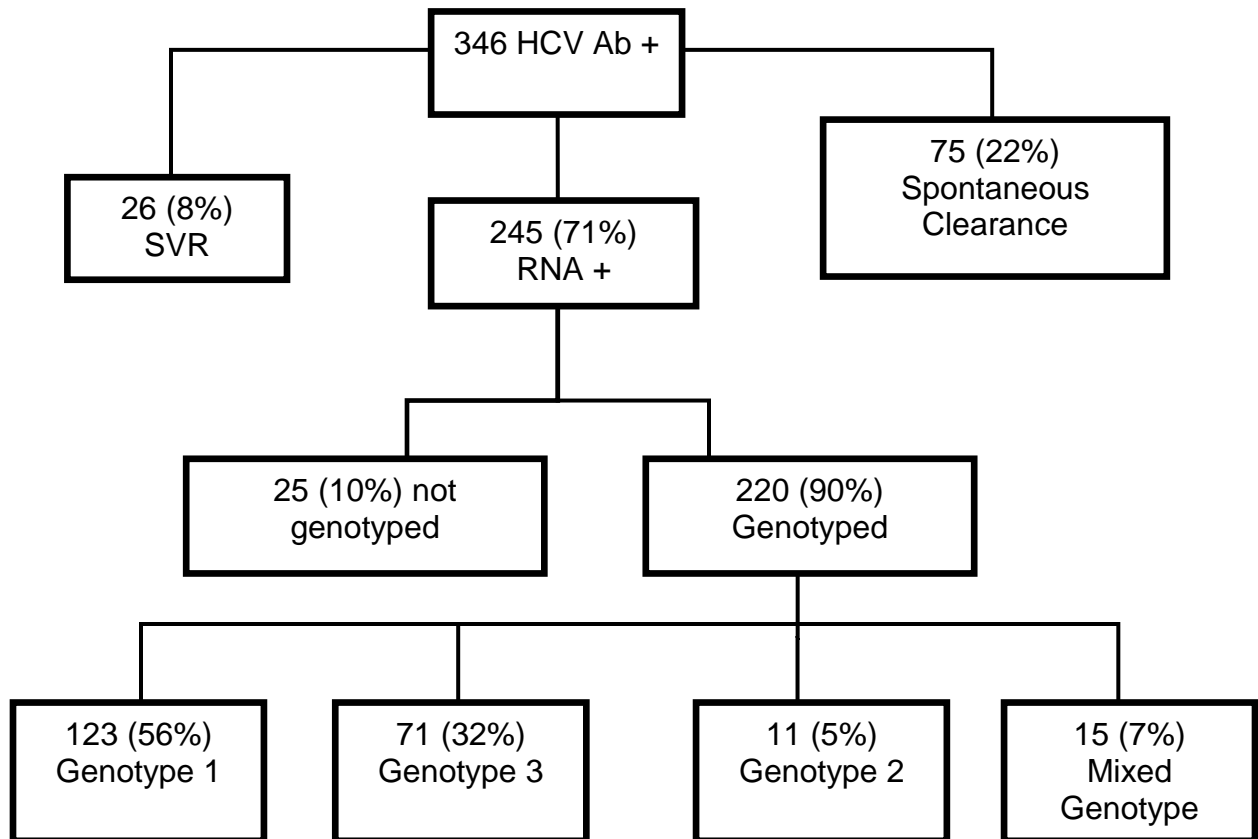 346 HCV Ab +
26 (8%)
SVR
245 (71%)
RNA +
75 (22%)
Spontaneous
Clearance
25 (10%) not
genotyped
220 (90%)
Genotyped
123 (56%)
Genotype 1
71 (32%)
Genotype 3
11 (5%)
Genotype 2
15 (7%)
Mixed
Genotype